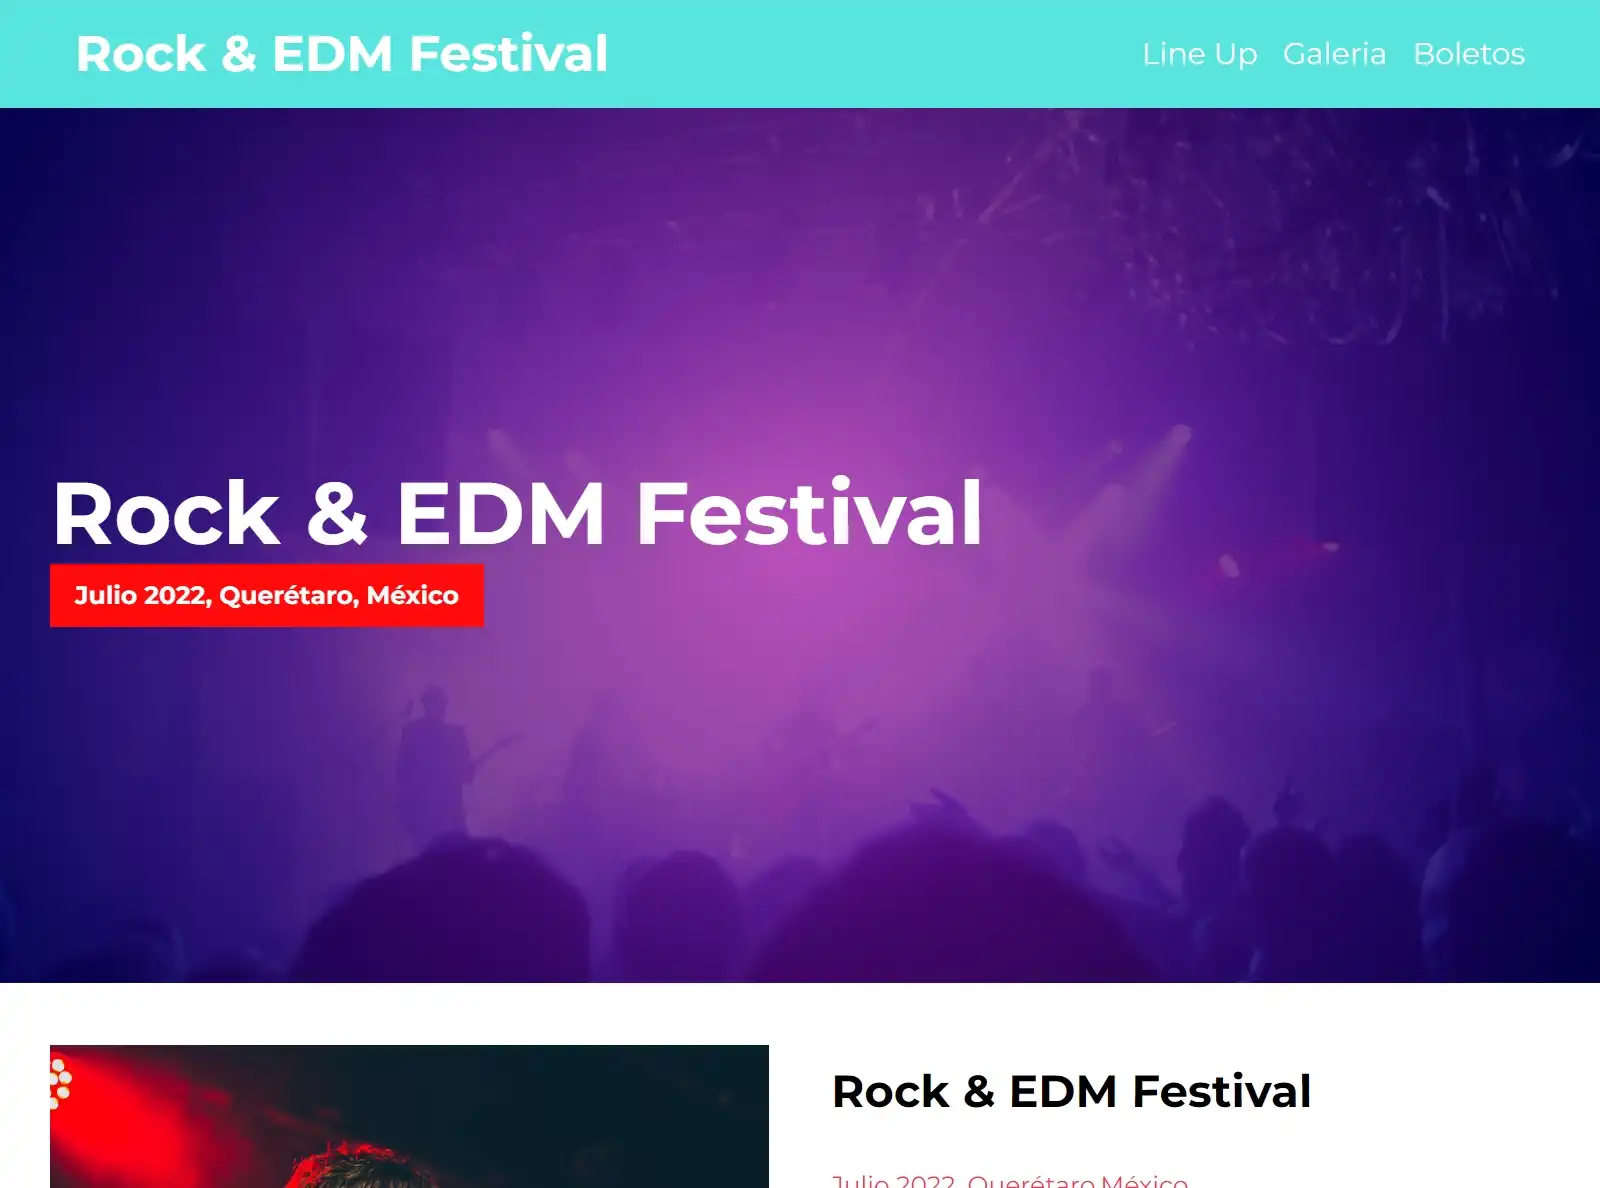 Rock & EDM Festival
Line Up Galeria Boletos
Rock & EDM Festival
Julio 2022, Querétaro, México
Rock & EDM Festival
Julio 2022, Querétaro México